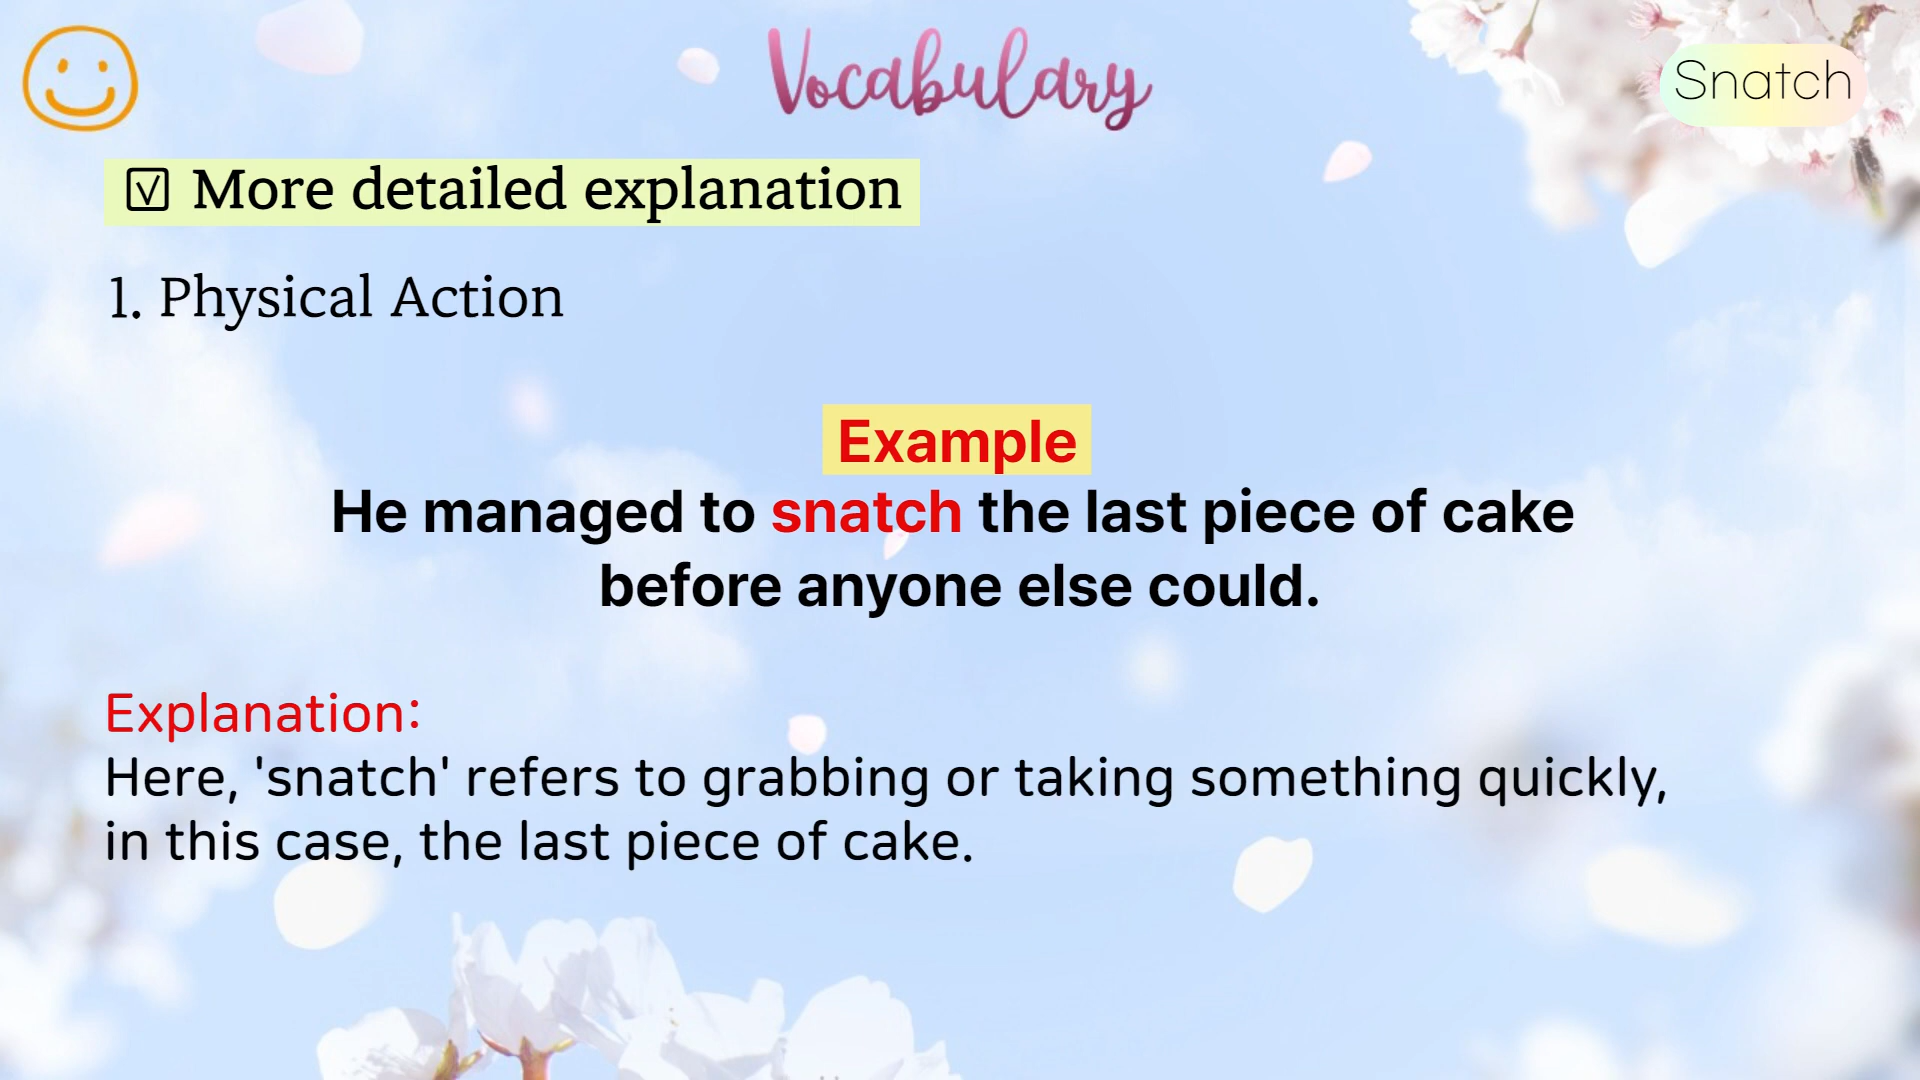 Vocabulary
Snatch
☑ More detailed explanation
1. Physical Action
Example
He managed to snatch the last piece of cake
before anyone else could.
Explanation:
Here, 'snatch' refers to grabbing or taking something quickly,
in this case, the last piece of cake.